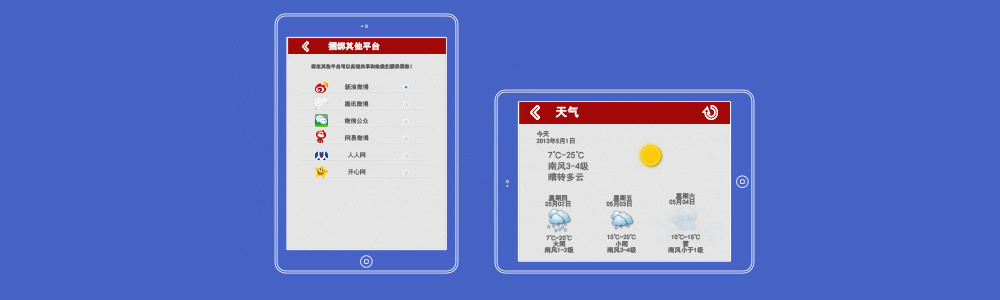 捆绑其他平台
新浪微博
腾讯微博
微信公众
网易微博
人人网
开心网
天气
今天
2013年5月1日
7℃-25℃
南风3-4级
晴转多云
星期四 星期五 星期六
05月02日 05月03日 05月04日
7℃-20℃ 10℃-20℃ 10℃-15℃
大雨 小雨 雾
南风1-2级 南风3-4级 南风小于1级